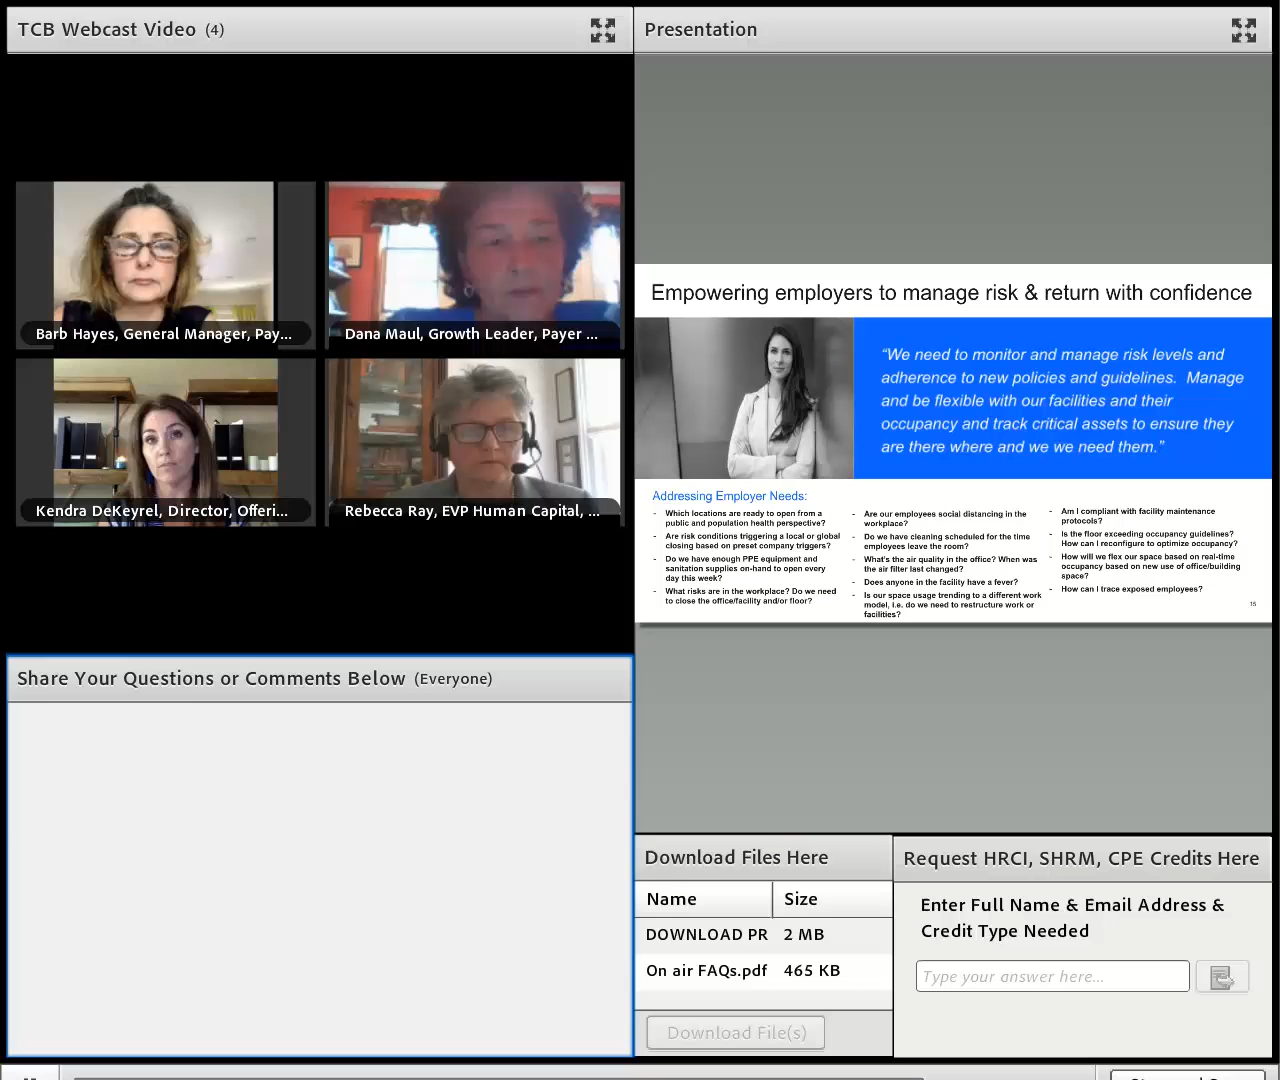 TCB Webcast Video (4)
Barb Hayes, General Manager, Pay...
Dana Maul, Growth Leader, Payer ...
Kendra DeKeyrel, Director, Offeri...
Rebecca Ray, EVP Human Capital, ...
Share Your Questions or Comments Below (Everyone)
Presentation
Empowering employers to manage risk & return with confidence
“We need to monitor and manage risk levels and
adherence to new policies and guidelines. Manage
and be flexible with our facilities and their
occupancy and track critical assets to ensure they
are there where and we we need them.”
Addressing Employer Needs:
- Which locations are ready to open from a
public and population health perspective?
- Are risk conditions triggering a local or global
closing based on preset company triggers?
- Do we have enough PPE equipment and
sanitation supplies on-hand to open every
day this week?
- What risks are in the workplace? Do we need
to close the office/facility and/or floor?
- Are our employees social distancing in the
workplace?
- Do we have cleaning scheduled for the time
employees leave the room?
- What's the air quality in the office? When was
the air filter last changed?
- Does anyone in the facility have a fever?
- Is our space usage trending to a different work
model, i.e. do we need to restructure work or
facilities?
- Am I compliant with facility maintenance
protocols?
- Is the floor exceeding occupancy guidelines?
How can I reconfigure to optimize occupancy?
- How will we flex our space based on real-time
occupancy based on new use of office/building
space?
- How can I trace exposed employees?
Download Files Here
Name Size
DOWNLOAD PR 2 MB
On air FAQs.pdf 465 KB
Download File(s)
Request HRCI, SHRM, CPE Credits Here
Enter Full Name & Email Address &
Credit Type Needed
Type your answer here...